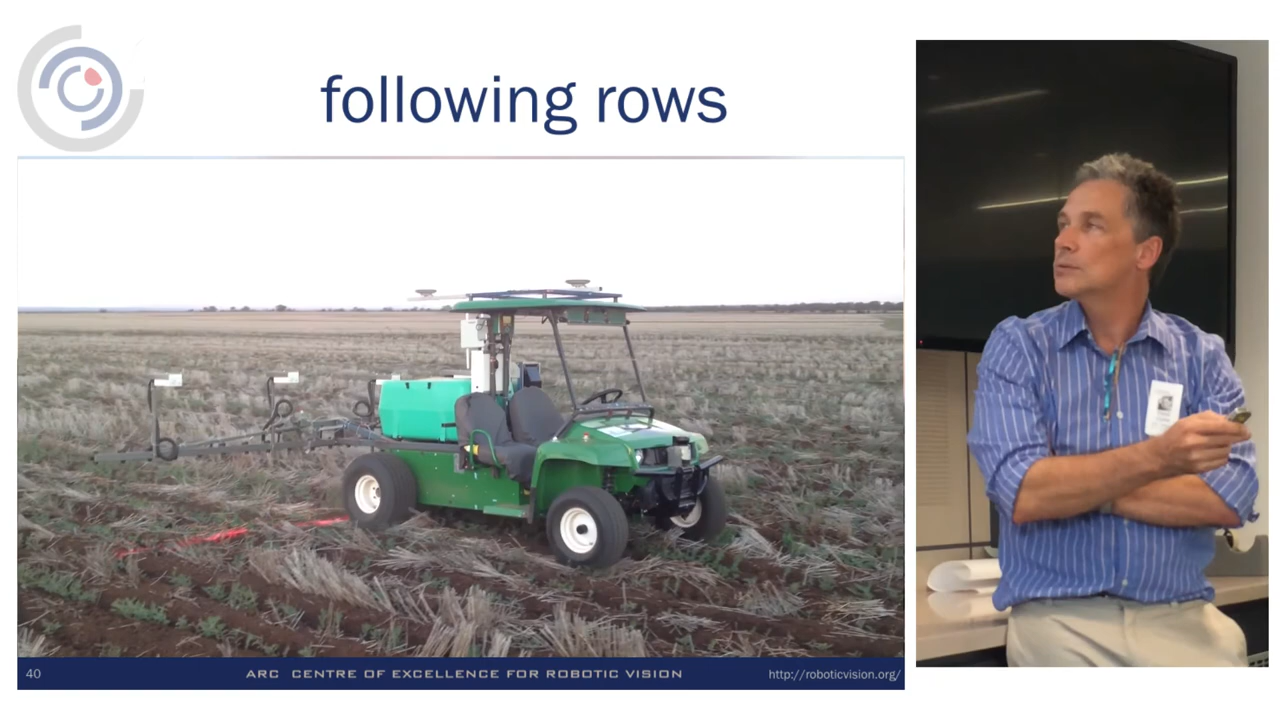 following rows
40
ARC CENTRE OF EXCELLENCE FOR ROBOTIC VISION
http://roboticvision.org/